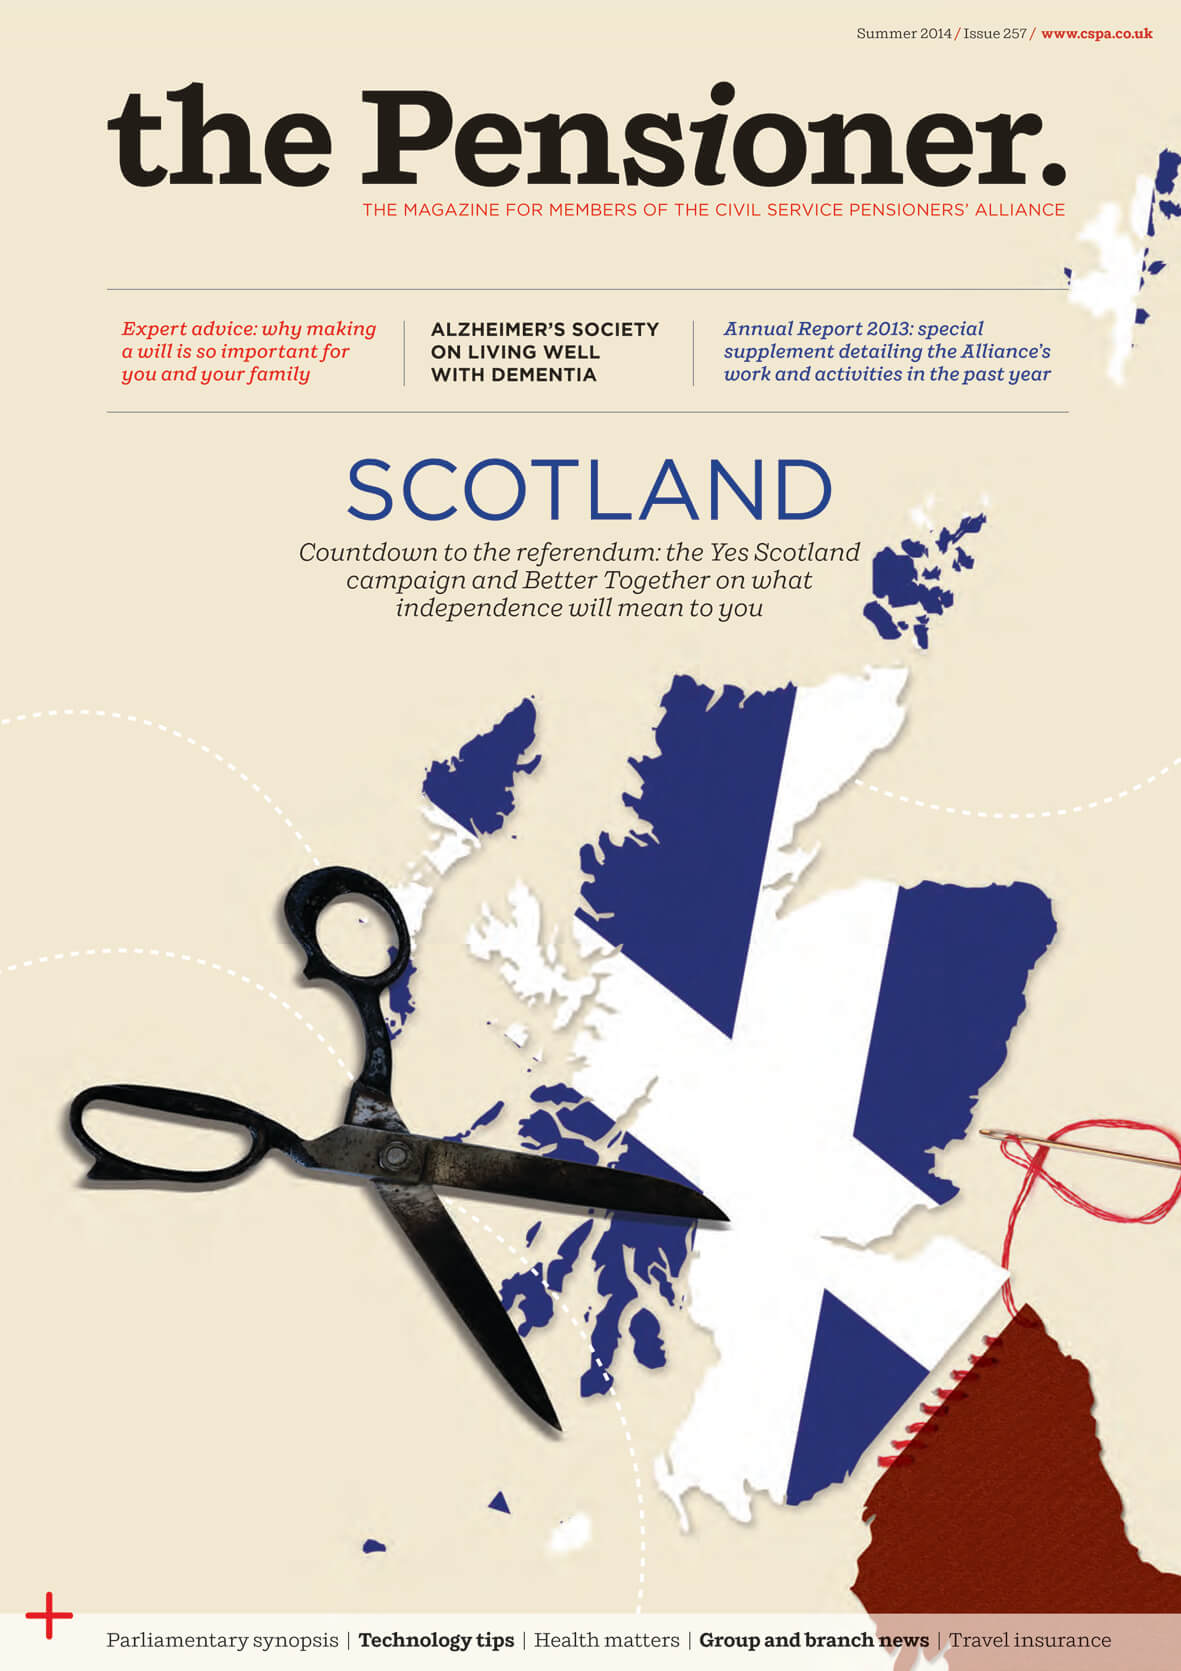 Summer 2014 / Issue 257 / www.cspa.co.uk
the Pensioner.
THE MAGAZINE FOR MEMBERS OF THE CIVIL SERVICE PENSIONERS' ALLIANCE
Expert advice: why making
a will is so important for
you and your family
ALZHEIMER'S SOCIETY
ON LIVING WELL
WITH DEMENTIA
Annual Report 2013: special
supplement detailing the Alliance's
work and activities in the past year
SCOTLAND
Countdown to the referendum: the Yes Scotland
campaign and Better Together on what
independence will mean to you
Parliamentary synopsis | Technology tips | Health matters | Group and branch news | Travel insurance